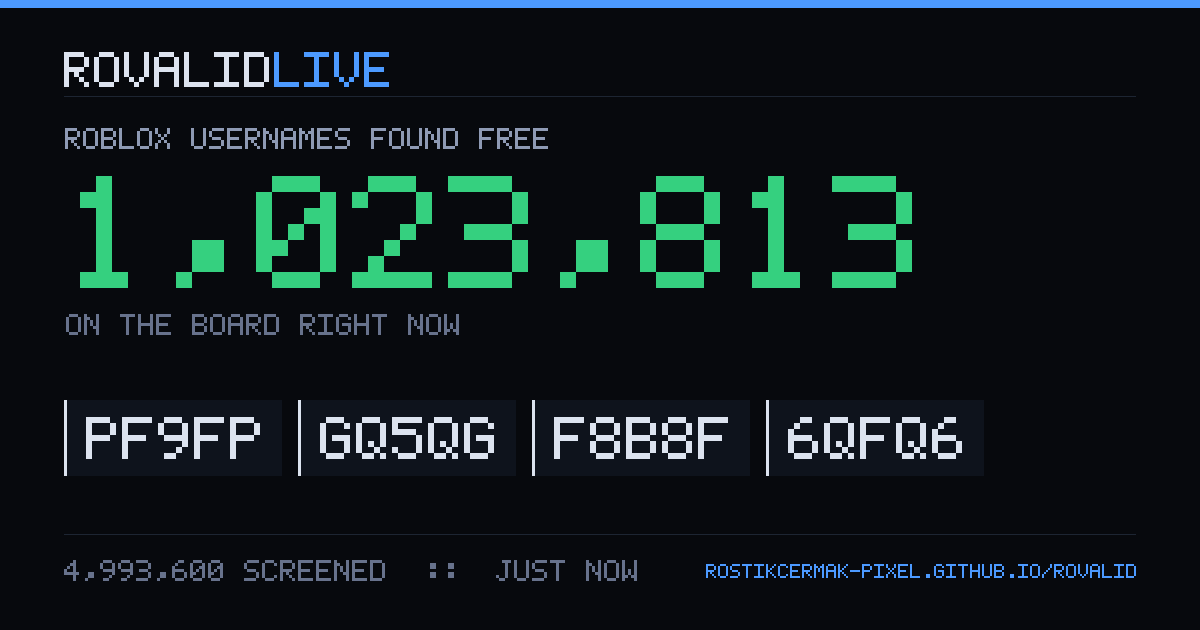 ROVALIDLIVE
ROBLOX USERNAMES FOUND FREE
1,023,813
ON THE BOARD RIGHT NOW
PF9FP GQ5QG F8B8F 6QFQ6
4,993,600 SCREENED :: JUST NOW ROSTIKCERMAK-PIXEL.GITHUB.IO/ROVALID